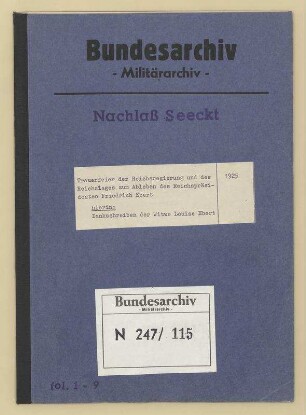 Bundesarchiv
- Militärarchiv -
Nachlaß Seeckt
Trauerfeier der Reichsregierung und des
Reichstages zum Ableben des Reichspräsi-
denten Friedrich Ebert
1925
Dankschreiben der Witwe Louise Ebert
Bundesarchiv
- Militärarchiv -
N 247/ 115
fol. 1 - 9